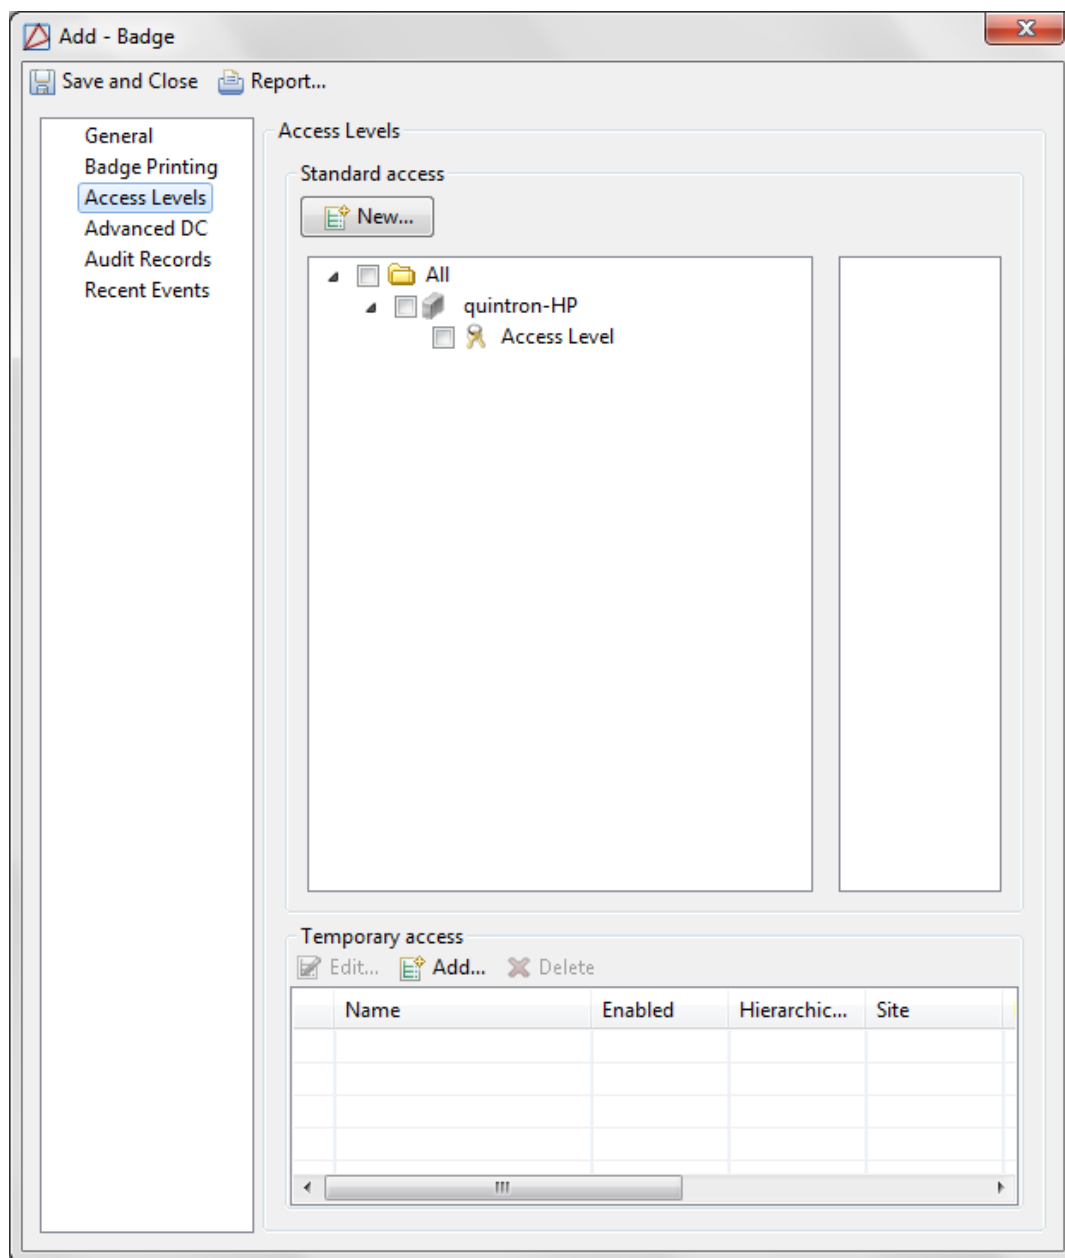 Add - Badge
Save and Close Report...
General
Badge Printing
Access Levels
Advanced DC
Audit Records
Recent Events
Access Levels
Standard access
New...
All
quintron-HP
Access Level
Temporary access
Edit... Add... Delete
Name Enabled Hierarchic... Site